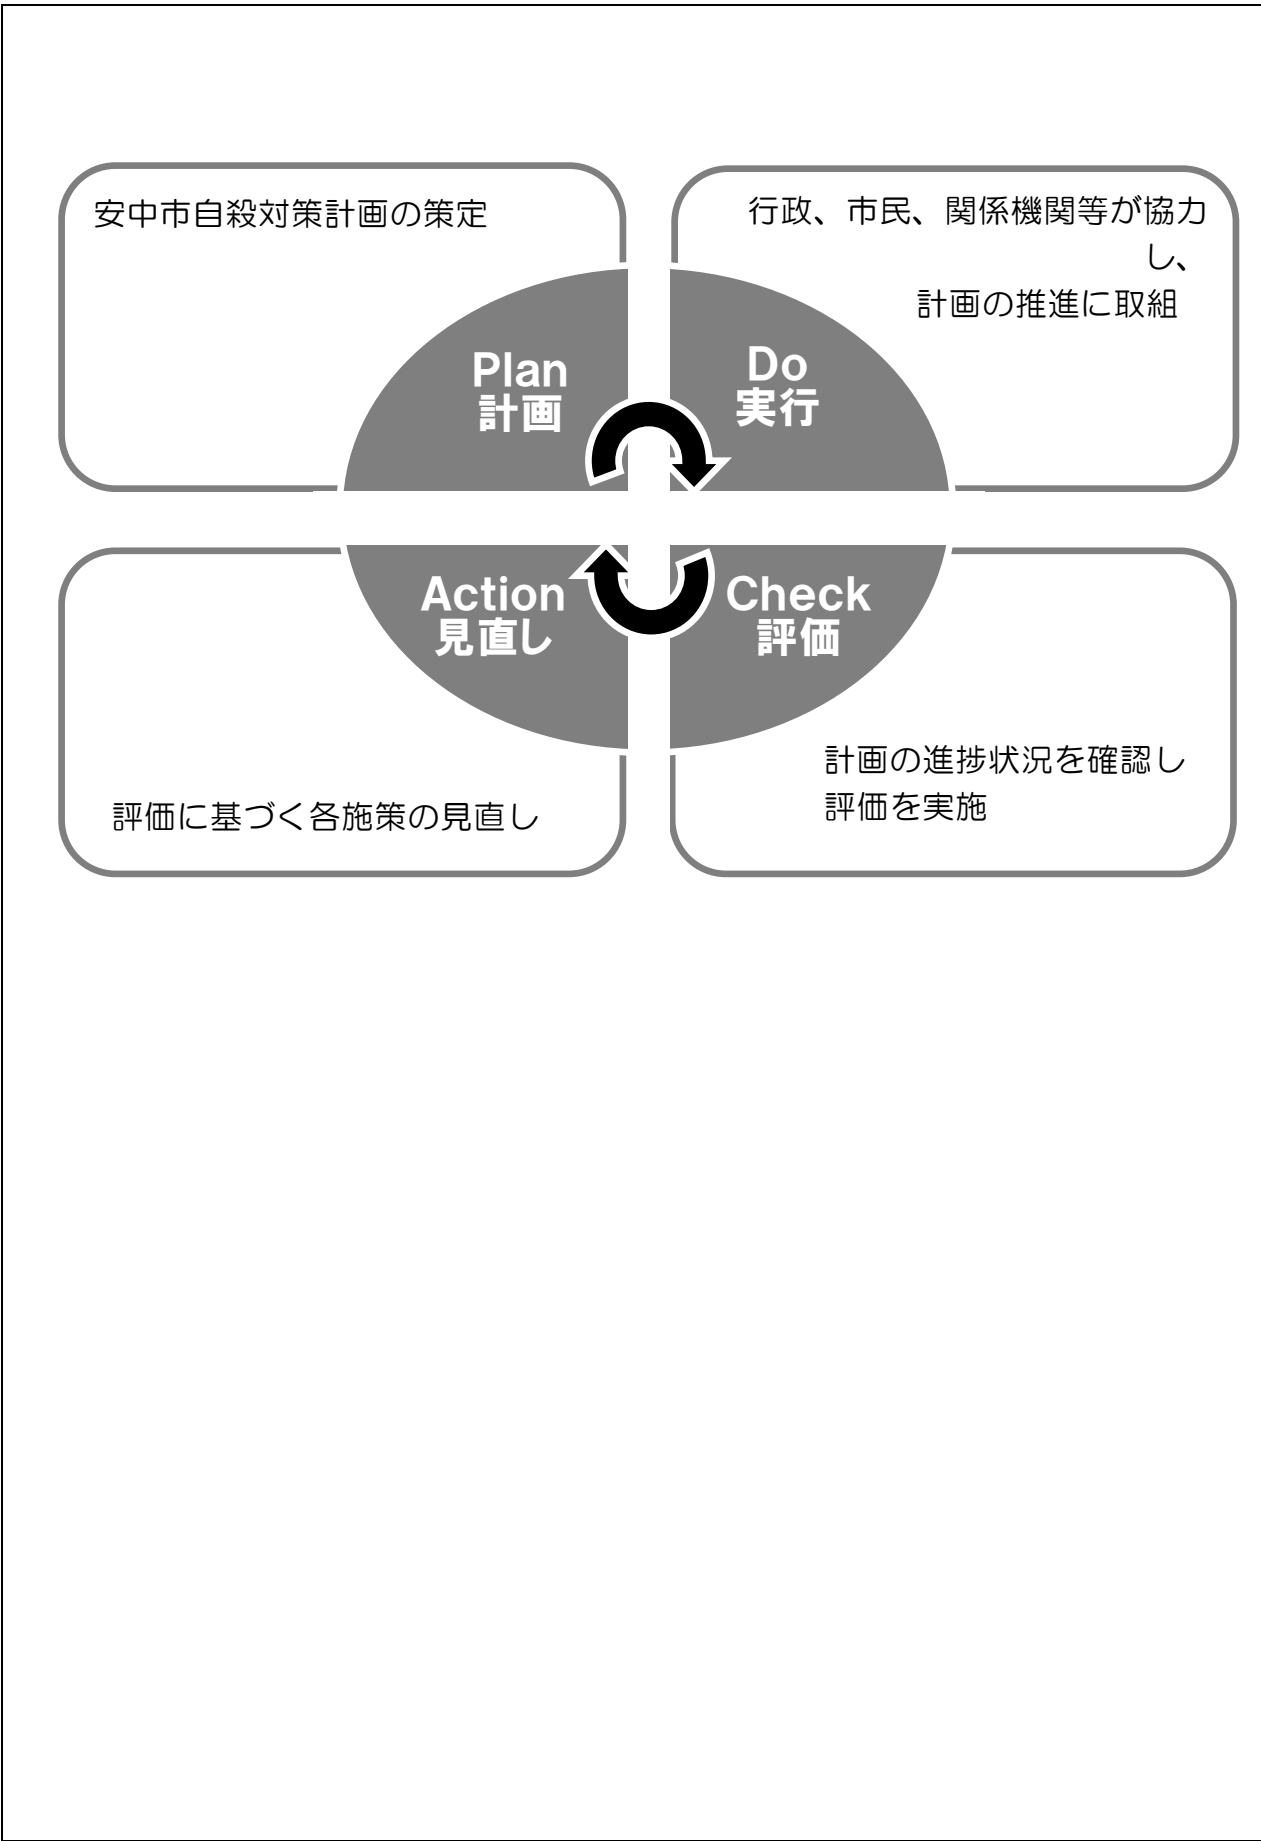 安中市自殺対策計画の策定
行政、市民、関係機関等が協力
し、
計画の推進に取組
Plan
計画
Do
実行
Action
見直し
Check
評価
計画の進捗状況を確認し
評価を実施
評価に基づく各施策の見直し